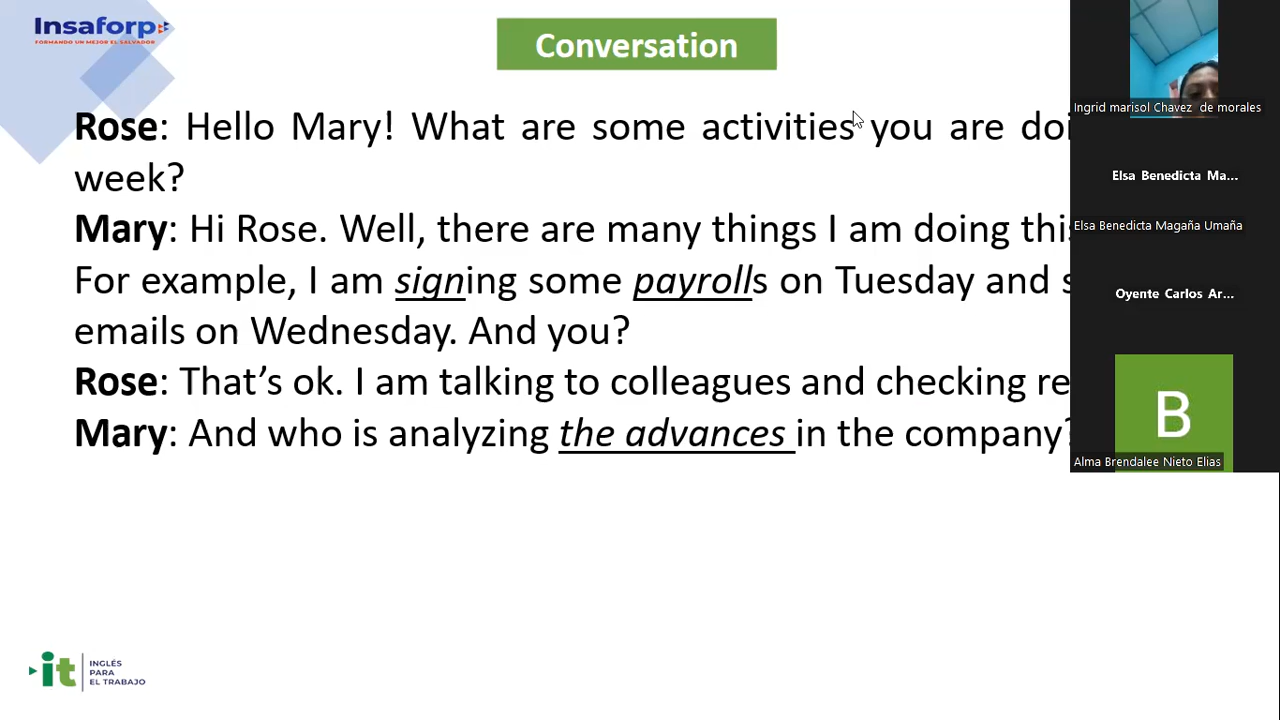 Insaforp
FORMANDO UN MEJOR EL SALVADOR
Conversation
Rose: Hello Mary! What are some activities you are doi
week?
Mary: Hi Rose. Well, there are many things I am doing this
For example, I am signing some payrolls on Tuesday and s
emails on Wednesday. And you?
Rose: That’s ok. I am talking to colleagues and checking re
Mary: And who is analyzing the advances in the company?
Ingrid marisol Chavez de morales
Elsa Benedicta Ma...
Elsa Benedicta Magaña Umaña
Oyente Carlos Ar...
B
Alma Brendalee Nieto Elias
it
INGLÉS
PARA
EL TRABAJO